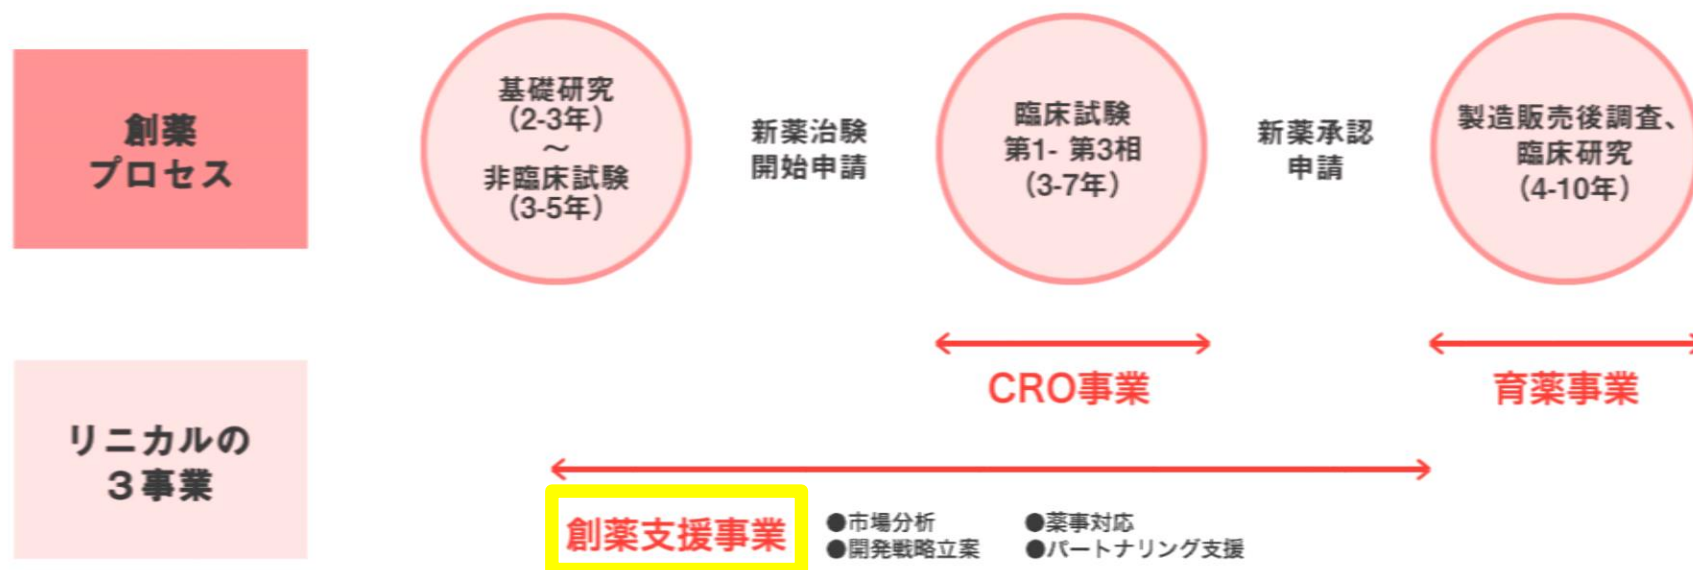 創薬
プロセス
基礎研究
（2-3年）
～
非臨床試験
（3-5年）
新薬治験
開始申請
臨床試験
第1- 第3相
（3-7年）
新薬承認
申請
製造販売後調査、
臨床研究
（4-10年）
リニカルの
３事業
CRO事業
育薬事業
創薬支援事業
●市場分析
●開発戦略立案
●薬事対応
●パートナリング支援